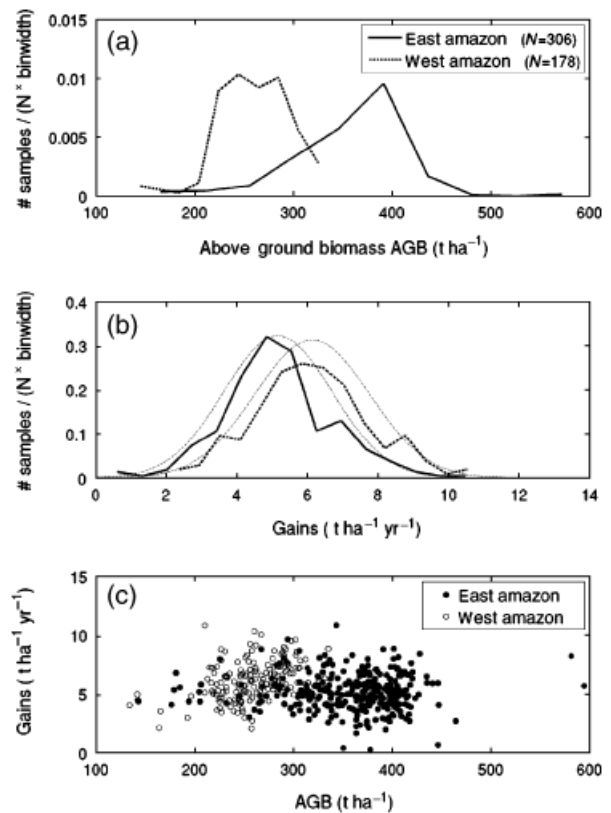 (a)
East amazon (N=306)
West amazon (N=178)
# samples / (N × binwidth)
0.015
0.01
0.005
0
100 200 300 400 500 600
Above ground biomass AGB (t ha⁻¹)
(b)
# samples / (N × binwidth)
0.4
0.3
0.2
0.1
0
0 2 4 6 8 10 12 14
Gains ( t ha⁻¹ yr⁻¹)
(c)
East amazon
West amazon
Gains (t ha⁻¹ yr⁻¹)
15
10
5
0
100 200 300 400 500 600
AGB (t ha⁻¹)